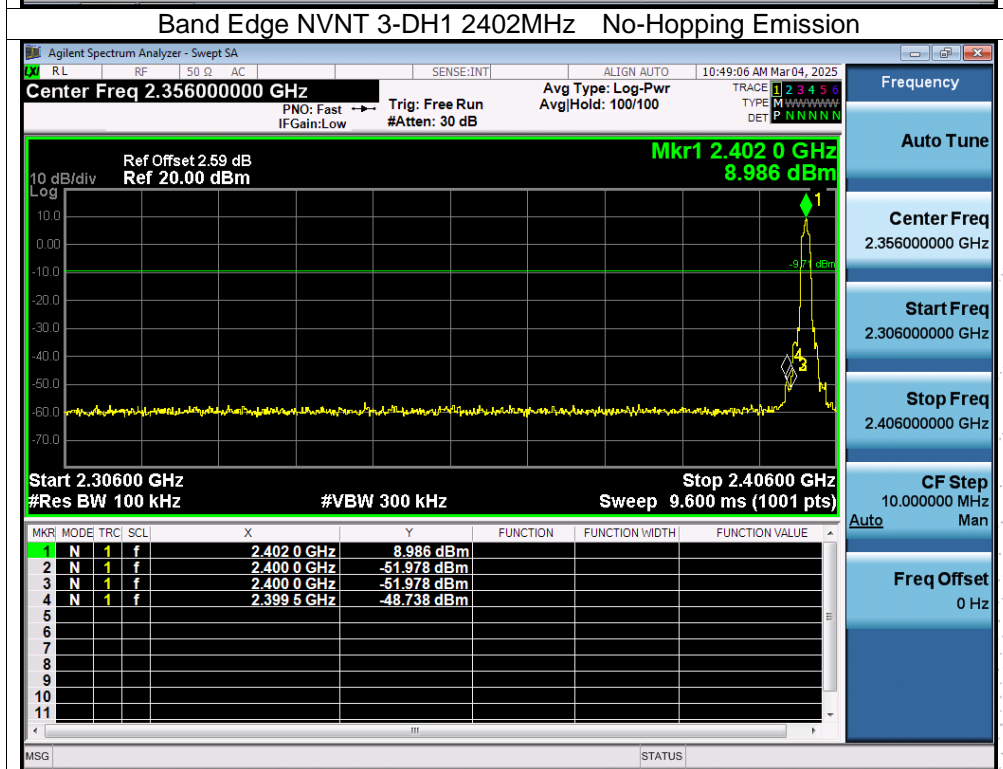 Band Edge NVNT 3-DH1 2402MHz No-Hopping Emission
Agilent Spectrum Analyzer - Swept SA
LXI RL RF 50 Ω AC SENSE:INT ALIGN AUTO 10:49:06 AM Mar 04, 2025
Center Freq 2.356000000 GHz
PNO: Fast
IFGain:Low
Trig: Free Run
#Atten: 30 dB
Avg Type: Log-Pwr
Avg|Hold: 100/100
TRACE 1 2 3 4 5 6
TYPE M WWWWW
DET P N N N N N
Frequency
Auto Tune
Center Freq
2.356000000 GHz
Start Freq
2.306000000 GHz
Stop Freq
2.406000000 GHz
CF Step
10.000000 MHz
Auto Man
Freq Offset
0 Hz
Mkr1 2.402 0 GHz
8.986 dBm
Ref Offset 2.59 dB
10 dB/div Ref 20.00 dBm
Log
1
10.0
0.00
-9.71 dBm
-10.0
-20.0
-30.0
-40.0
4
3
-50.0
-60.0
-70.0
Start 2.30600 GHz Stop 2.40600 GHz
#Res BW 100 kHz #VBW 300 kHz Sweep 9.600 ms (1001 pts)
MKR MODE TRC SCL X Y FUNCTION FUNCTION WIDTH FUNCTION VALUE
1 N 1 f 2.402 0 GHz 8.986 dBm
2 N 1 f 2.400 0 GHz -51.978 dBm
3 N 1 f 2.400 0 GHz -51.978 dBm
4 N 1 f 2.399 5 GHz -48.738 dBm
5
6
7
8
9
10
11
MSG STATUS